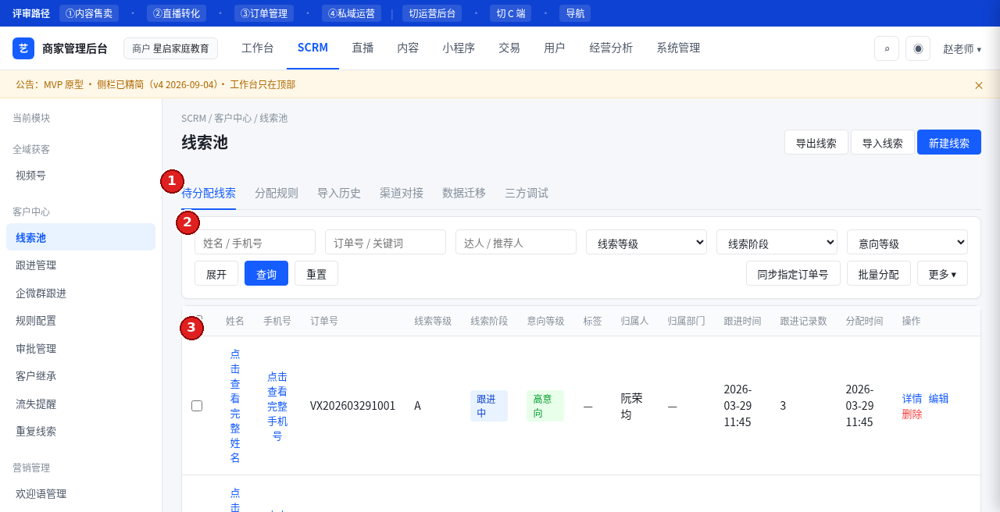 评审路径 ①内容售卖 • ②直播转化 • ③订单管理 • ④私域运营 | 切运营后台 • 切 C 端 • 导航
艺 商家管理后台 商户 星启家庭教育 工作台 SCRM 直播 内容 小程序 交易 用户 经营分析 系统管理 赵老师 ▾
公告：MVP 原型 · 侧栏已精简（v4 2026-09-04）· 工作台只在顶部 ×
当前模块
全域获客
视频号
客户中心
线索池
跟进管理
企微群跟进
规则配置
审批管理
客户继承
流失提醒
重复线索
营销管理
欢迎语管理
SCRM / 客户中心 / 线索池
线索池 导出线索 导入线索 新建线索
1
待分配线索 分配规则 导入历史 渠道对接 数据迁移 三方调试
2
姓名 / 手机号 订单号 / 关键词 达人 / 推荐人 线索等级 线索阶段 意向等级
展开 查询 重置 同步指定订单号 批量分配 更多 ▾
3
姓名 手机号 订单号 线索等级 线索阶段 意向等级 标签 归属人 归属部门 跟进时间 跟进记录数 分配时间 操作
点
击
查
看
完
整
姓
名
点击
查看
完整
手机
号
VX202603291001 A
跟进
中
高意
向
—
阮荣
均
—
2026-
03-29
11:45
3
2026-
03-29
11:45
详情 编辑
删除
点
击